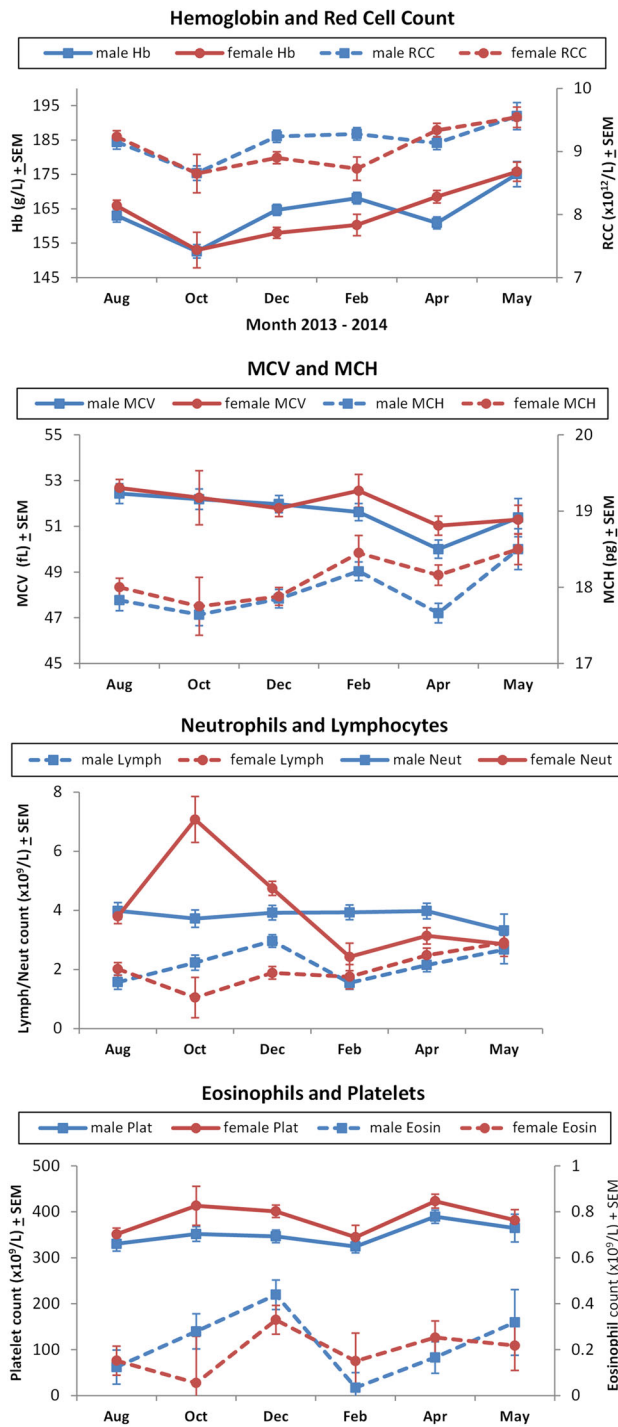 Hemoglobin and Red Cell Count
male Hb female Hb male RCC female RCC
195
185
175
165
155
145
Hb (g/L) ± SEM
10
9
8
7
RCC (x10¹²/L) ± SEM
Aug Oct Dec Feb Apr May
Month 2013 - 2014
MCV and MCH
male MCV female MCV male MCH female MCH
55
53
51
49
47
45
MCV (fL) ± SEM
20
19
18
17
MCH (pg) ± SEM
Aug Oct Dec Feb Apr May
Neutrophils and Lymphocytes
male Lymph female Lymph male Neut female Neut
8
6
4
2
0
Lymph/Neut count (x10⁹/L) ± SEM
Aug Oct Dec Feb Apr May
Eosinophils and Platelets
male Plat female Plat male Eosin female Eosin
500
400
300
200
100
0
Platelet count (x10⁹/L) ± SEM
1
0.8
0.6
0.4
0.2
0
Eosinophil count (x10⁹/L) ± SEM
Aug Oct Dec Feb Apr May